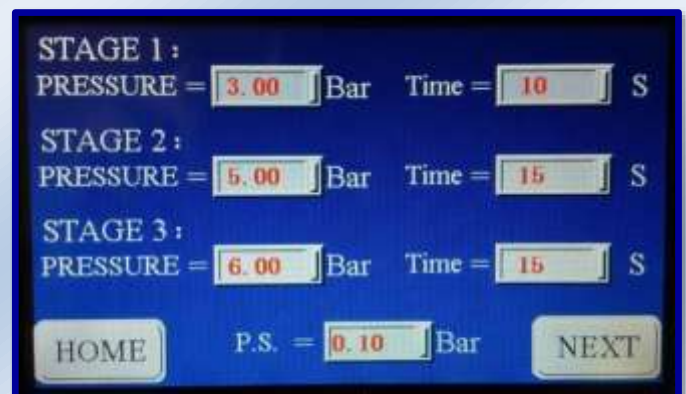 STAGE 1:
PRESSURE = 3.00 Bar Time = 10 S
STAGE 2:
PRESSURE = 5.00 Bar Time = 15 S
STAGE 3:
PRESSURE = 6.00 Bar Time = 15 S
HOME P.S. = 0.10 Bar NEXT